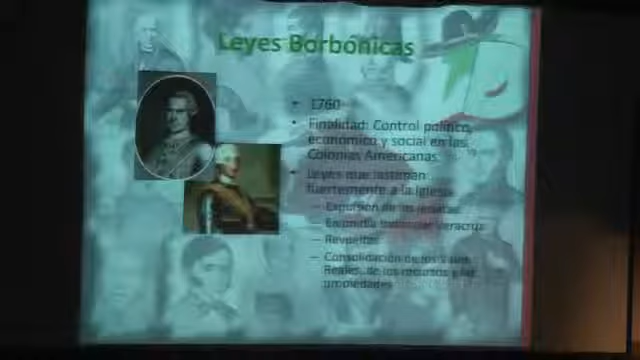 Leyes Borbónicas
• 1760
• Finalidad: Control político,
económico y social en las
Colonias Americanas.
• Leyes que lastiman
fuertemente a la Iglesia
– Expulsión de los jesuitas
– Veracruz
– Revueltas
– Consolidación de los Vales
Reales, de los recursos y las
propiedades